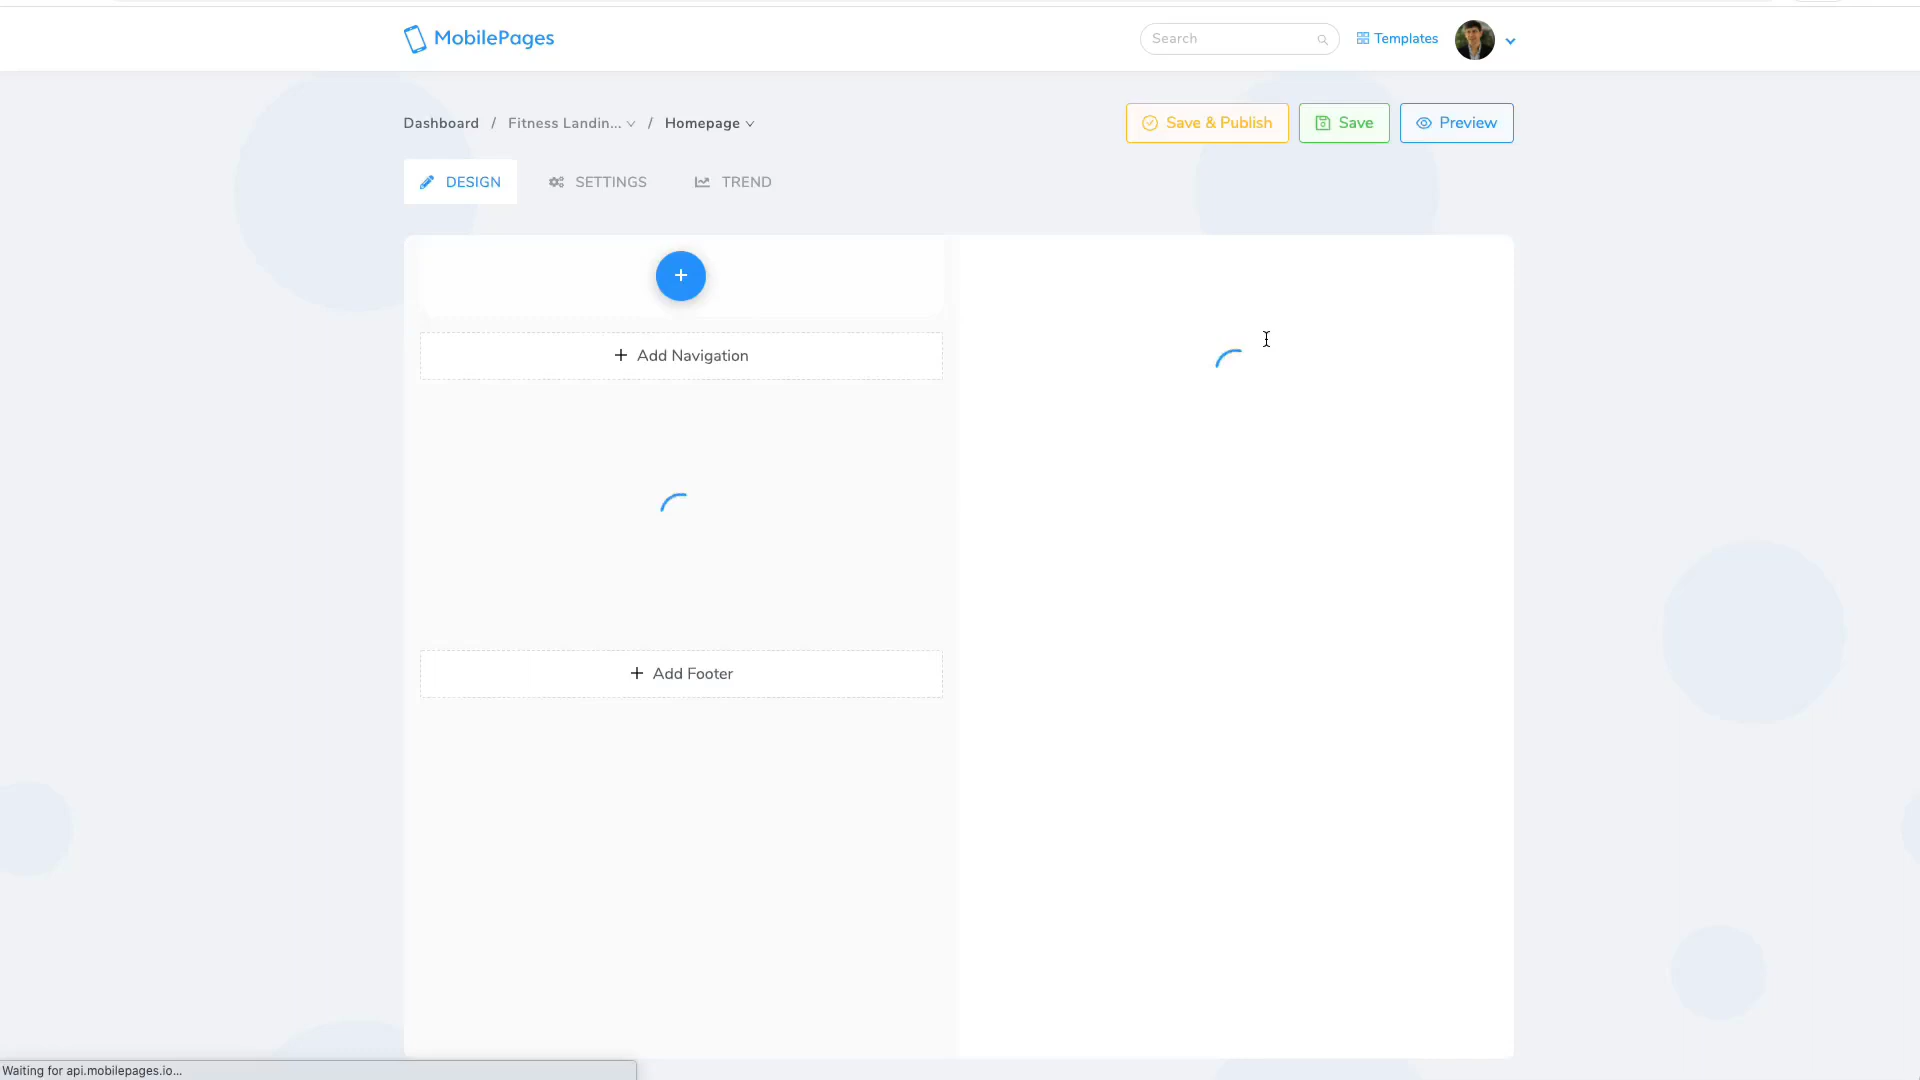 MobilePages
Search
Templates
Dashboard / Fitness Landin... / Homepage
Save & Publish
Save
Preview
DESIGN
SETTINGS
TREND
+
+ Add Navigation
+ Add Footer
Waiting for api.mobilepages.io...